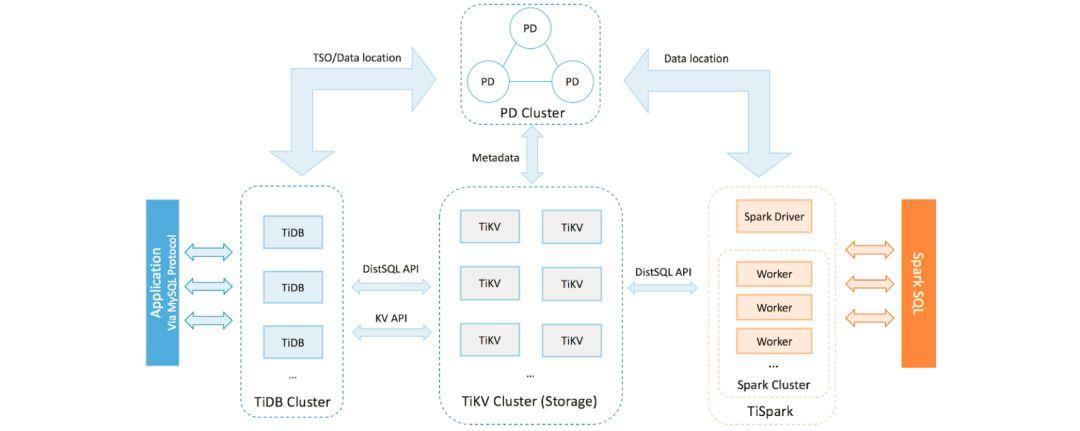 PD
TSO/Data location
Data location
PD
PD
PD Cluster
Metadata
Application
Via MySQL Protocol
TiDB
TiDB
TiDB
...
TiDB Cluster
DistSQL API
KV API
TiKV
TiKV
TiKV
TiKV
TiKV
TiKV
...
TiKV Cluster (Storage)
DistSQL API
Spark Driver
Worker
Worker
Worker
...
Spark Cluster
TiSpark
Spark SQL